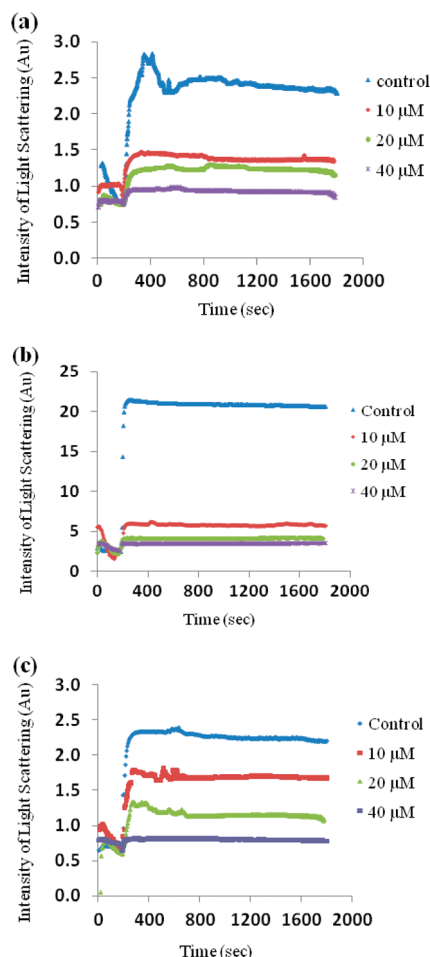 (a)
Intensity of Light Scattering (Au)
3.0
2.5
2.0
1.5
1.0
0.5
0.0
0
400
800
1200
1600
2000
Time (sec)
control
10 µM
20 µM
40 µM
(b)
Intensity of Light Scattering (Au)
25
20
15
10
5
0
0
400
800
1200
1600
2000
Time (sec)
Control
10 µM
20 µM
40 µM
(c)
Intensity of Light Scattering (Au)
3.0
2.5
2.0
1.5
1.0
0.5
0.0
0
400
800
1200
1600
2000
Time (sec)
Control
10 µM
20 µM
40 µM